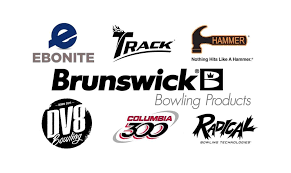 EBONITE
TRACK
HAMMER
Nothing Hits Like A Hammer.®
Brunswick®
Bowling Products
DV8
Bowling
COLUMBIA
300
RADICAL
BOWLING TECHNOLOGIES